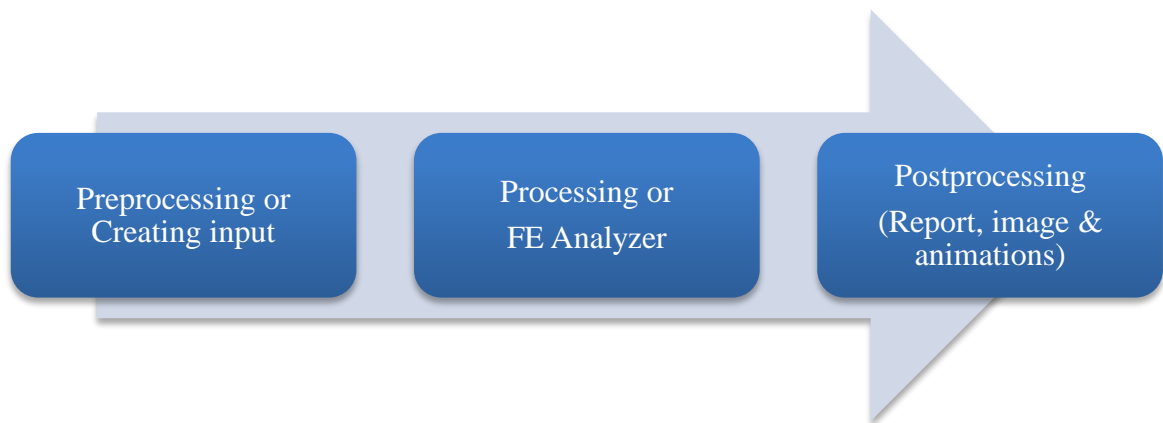 Preprocessing or
Creating input
Processing or
FE Analyzer
Postprocessing
(Report, image &
animations)